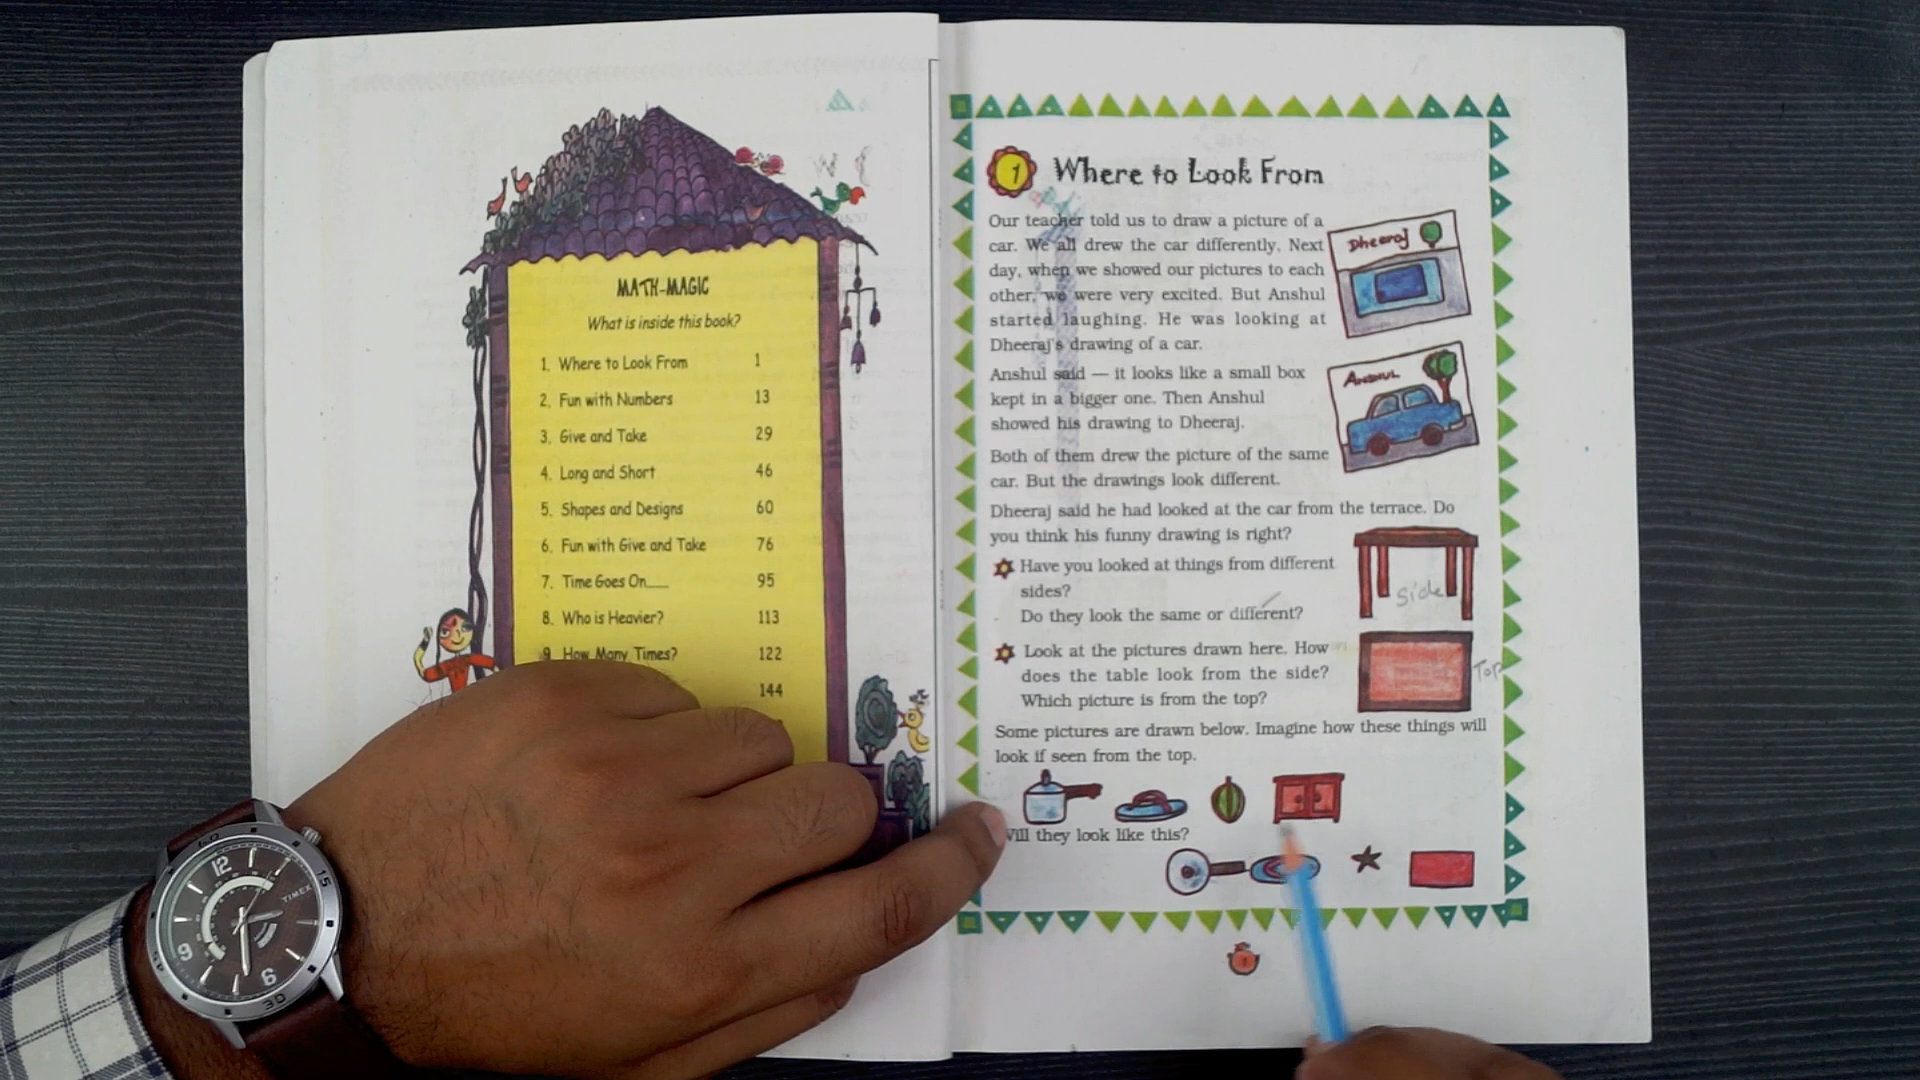 MATH-MAGIC
What is inside this book?
1. Where to Look From 1
2. Fun with Numbers 13
3. Give and Take 29
4. Long and Short 46
5. Shapes and Designs 60
6. Fun with Give and Take 76
7. Time Goes On.... 95
8. Who is Heavier? 113
9. How Many Times? 122
144
1 Where to Look From
Our teacher told us to draw a picture of a
car. We all drew the car differently. Next
day, when we showed our pictures to each
other, we were very excited. But Anshul
started laughing. He was looking at
Dheeraj's drawing of a car.
Dheeraj
Anshul said — it looks like a small box
kept in a bigger one. Then Anshul
showed his drawing to Dheeraj.
ANSHUL
Both of them drew the picture of the same
car. But the drawings look different.
Dheeraj said he had looked at the car from the terrace. Do
you think his funny drawing is right?
Have you looked at things from different
sides?
Do they look the same or different?
Side
Look at the pictures drawn here. How
does the table look from the side?
Which picture is from the top?
Top
Some pictures are drawn below. Imagine how these things will
look if seen from the top.
Will they look like this?
1
TIMEX
12
15
9
6
30